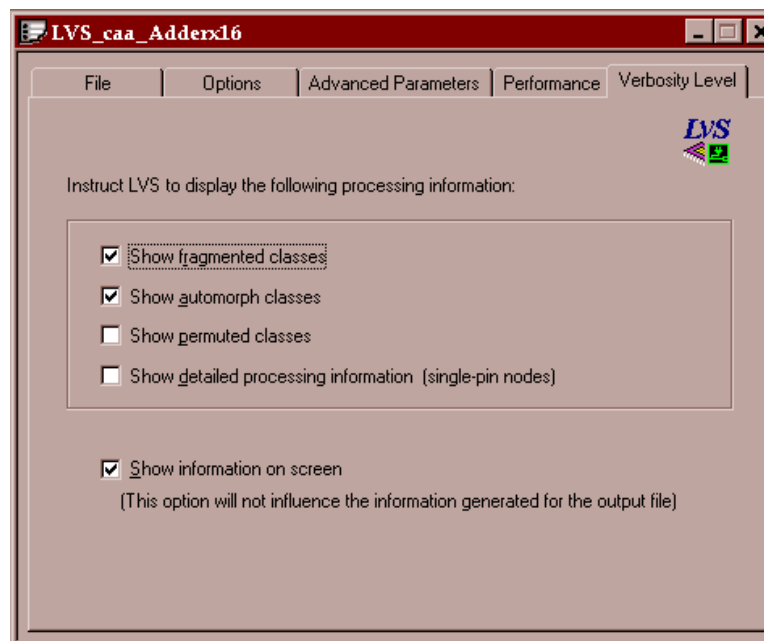 LVS_caa_Adderx16
File Options Advanced Parameters Performance Verbosity Level
LVS
Instruct LVS to display the following processing information:
Show fragmented classes
Show automorph classes
Show permuted classes
Show detailed processing information (single-pin nodes)
Show information on screen
(This option will not influence the information generated for the output file)